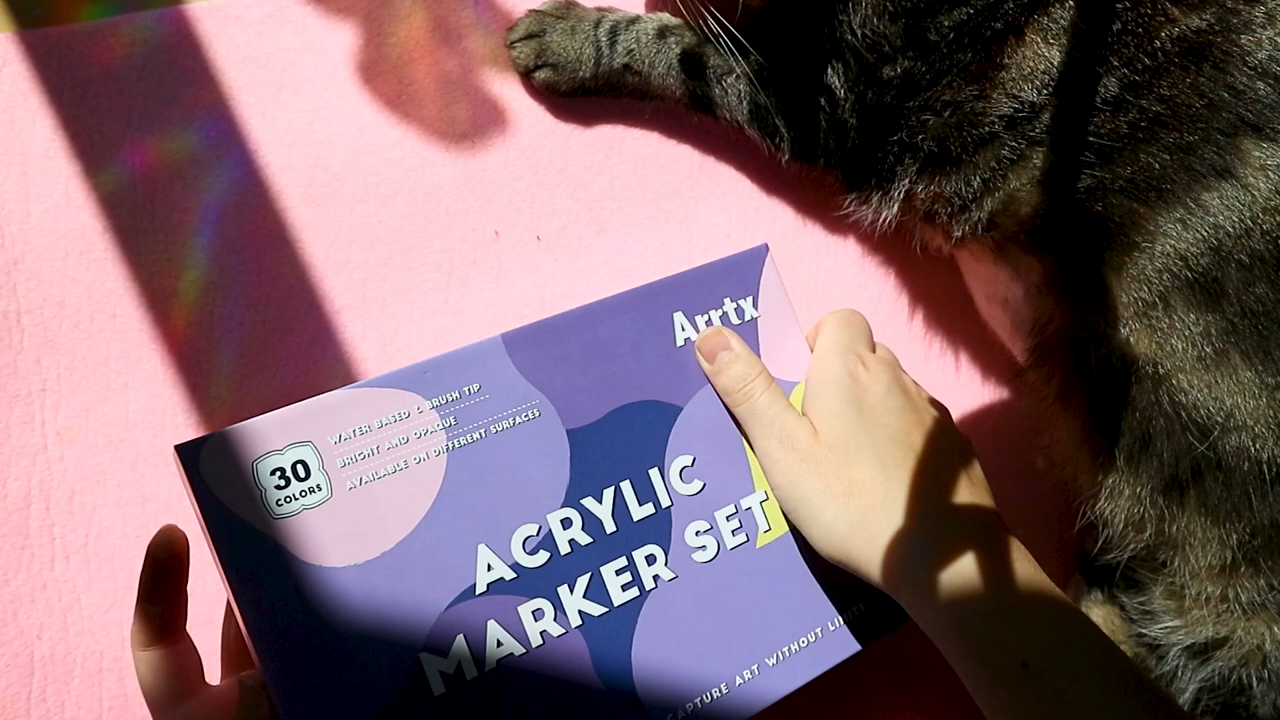 Arrtx
30
COLORS
WATER BASED & BRUSH TIP
BRIGHT AND OPAQUE
AVAILABLE ON DIFFERENT SURFACES
ACRYLIC
MARKER SET
CAPTURE ART WITHOUT LIMITS